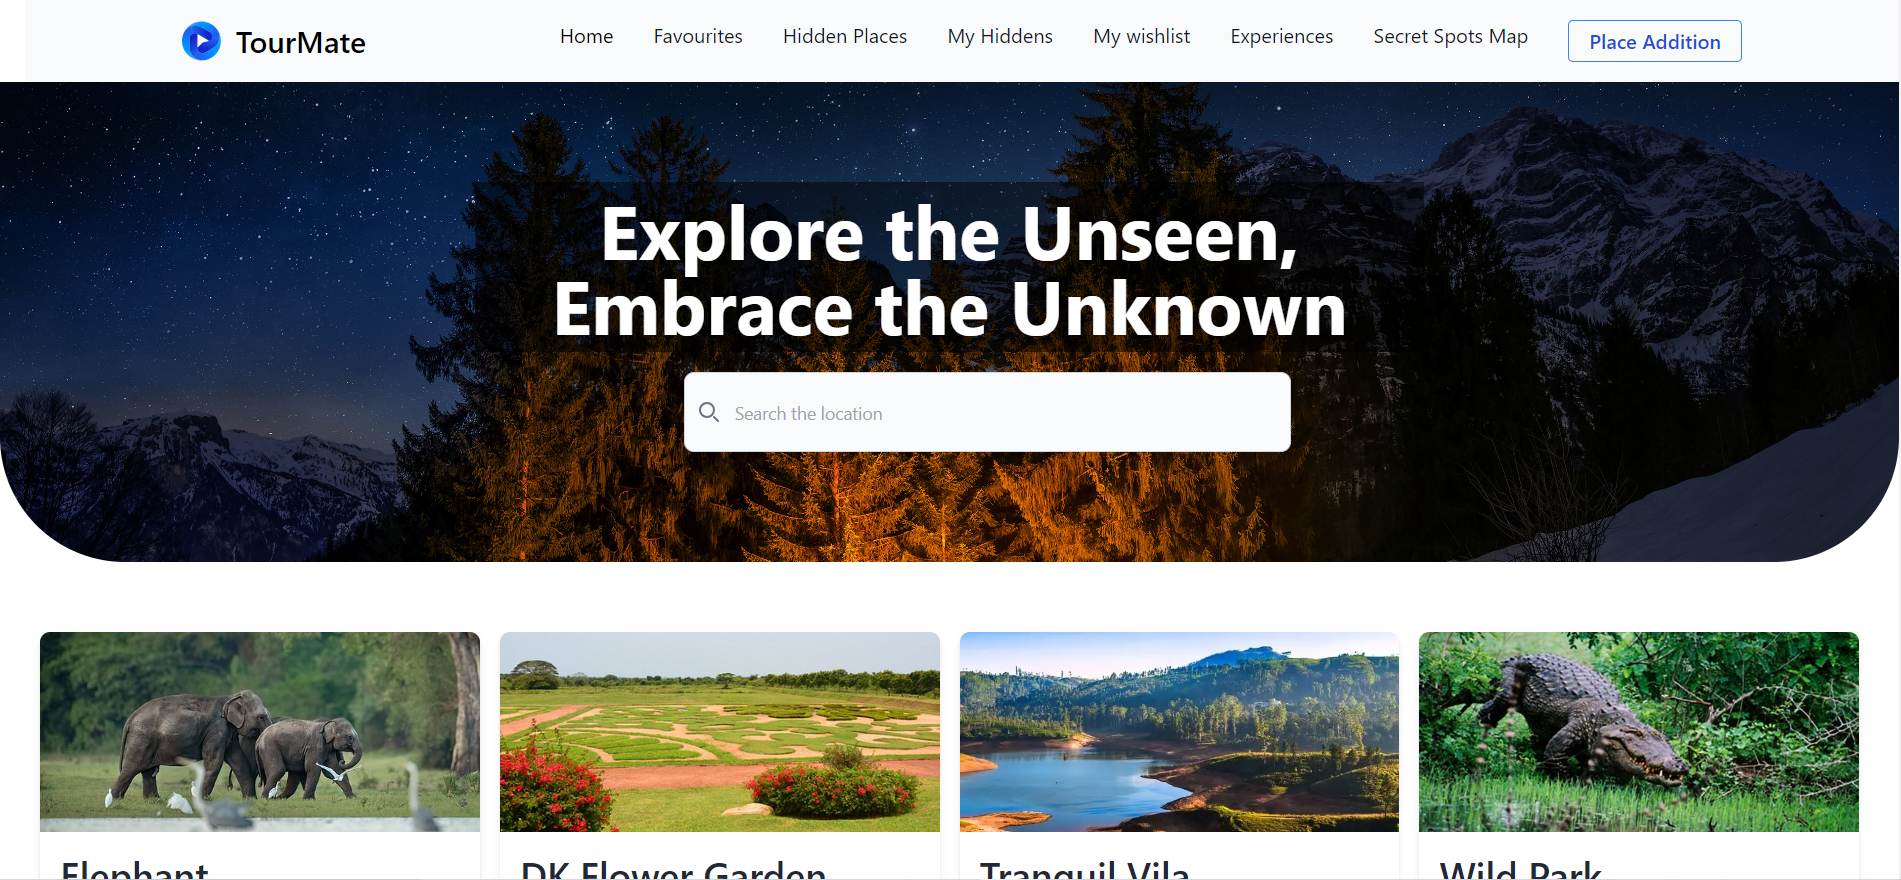 TourMate
Home
Favourites
Hidden Places
My Hiddens
My wishlist
Experiences
Secret Spots Map
Place Addition
Explore the Unseen,
Embrace the Unknown
Search the location
Elephant
DK Flower Garden
Tranquil Vila
Wild Park